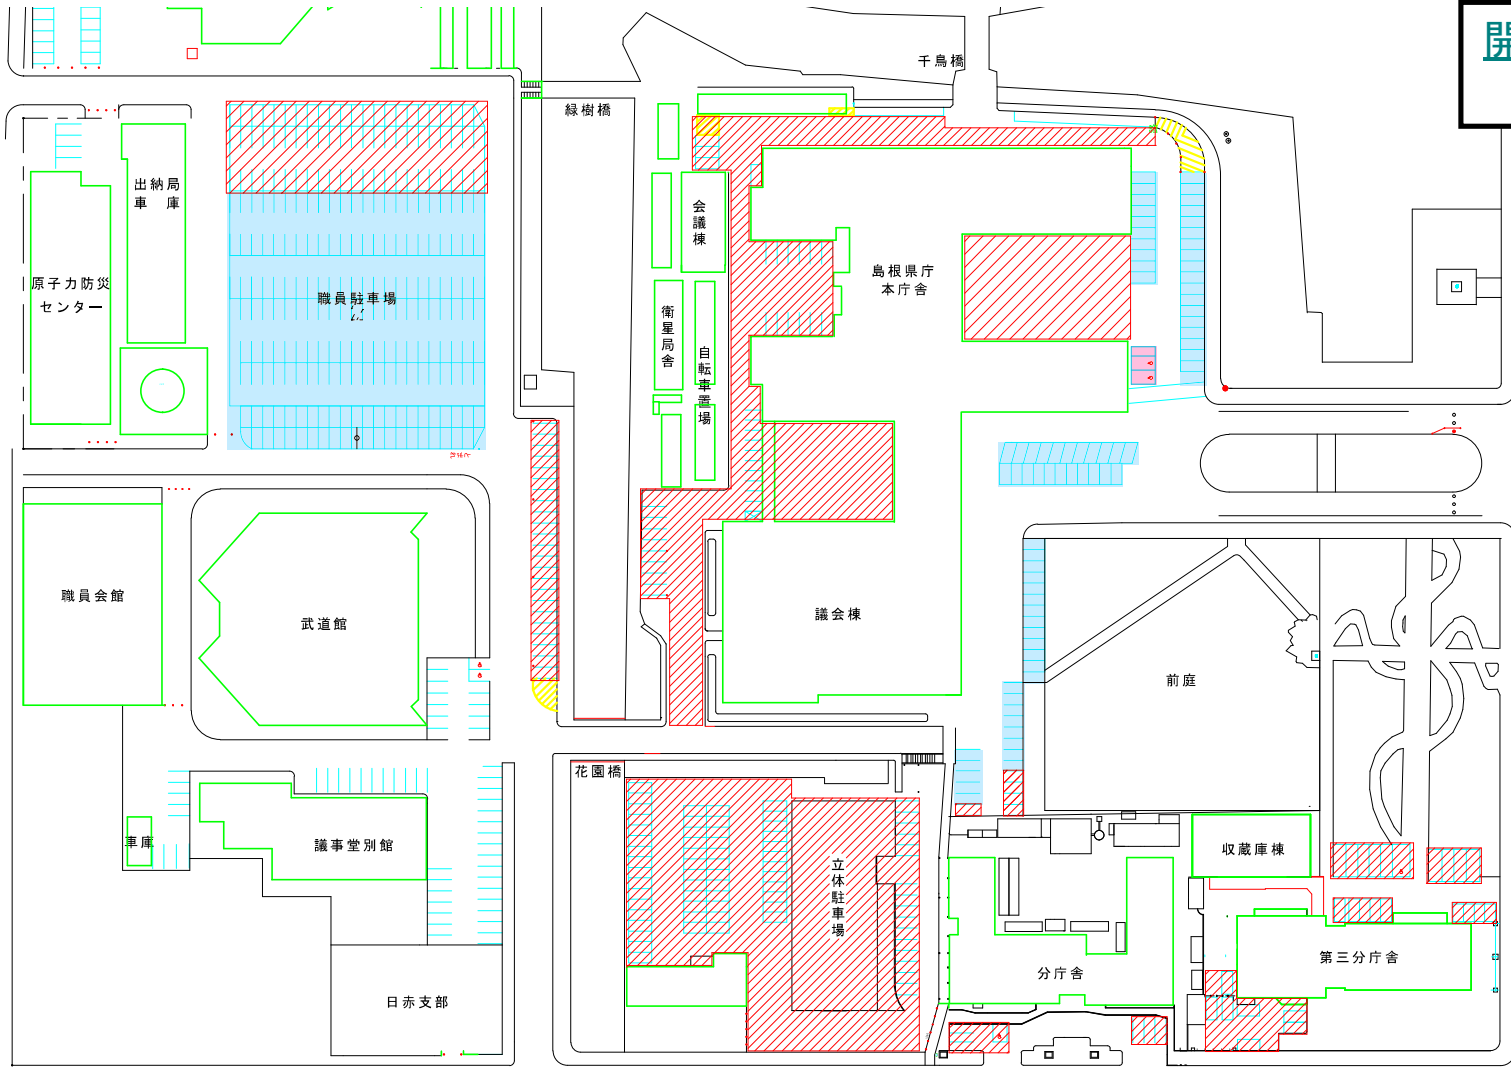 開
千鳥橋
緑樹橋
出納局
車　庫
会議棟
島根県庁
本庁舎
原子力防災
センター
職員駐車場
衛星局舎
自転車置場
職員会館
武道館
議会棟
前庭
花園橋
車庫
議事堂別館
立体駐車場
収蔵庫棟
分庁舎
第三分庁舎
日赤支部